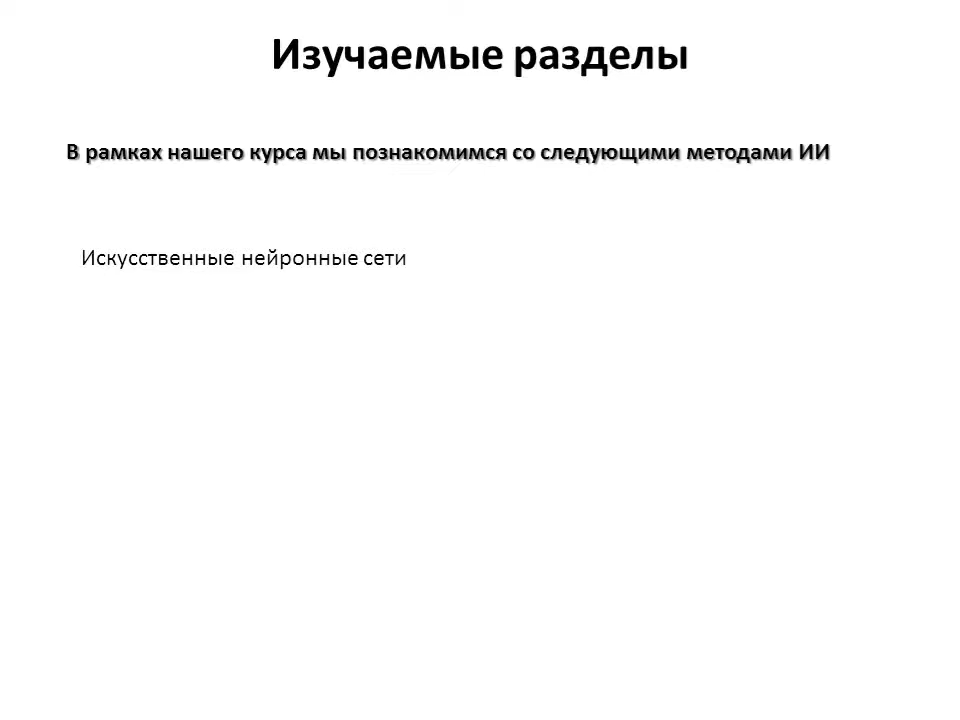 Изучаемые разделы
В рамках нашего курса мы познакомимся со следующими методами ИИ
Искусственные нейронные сети